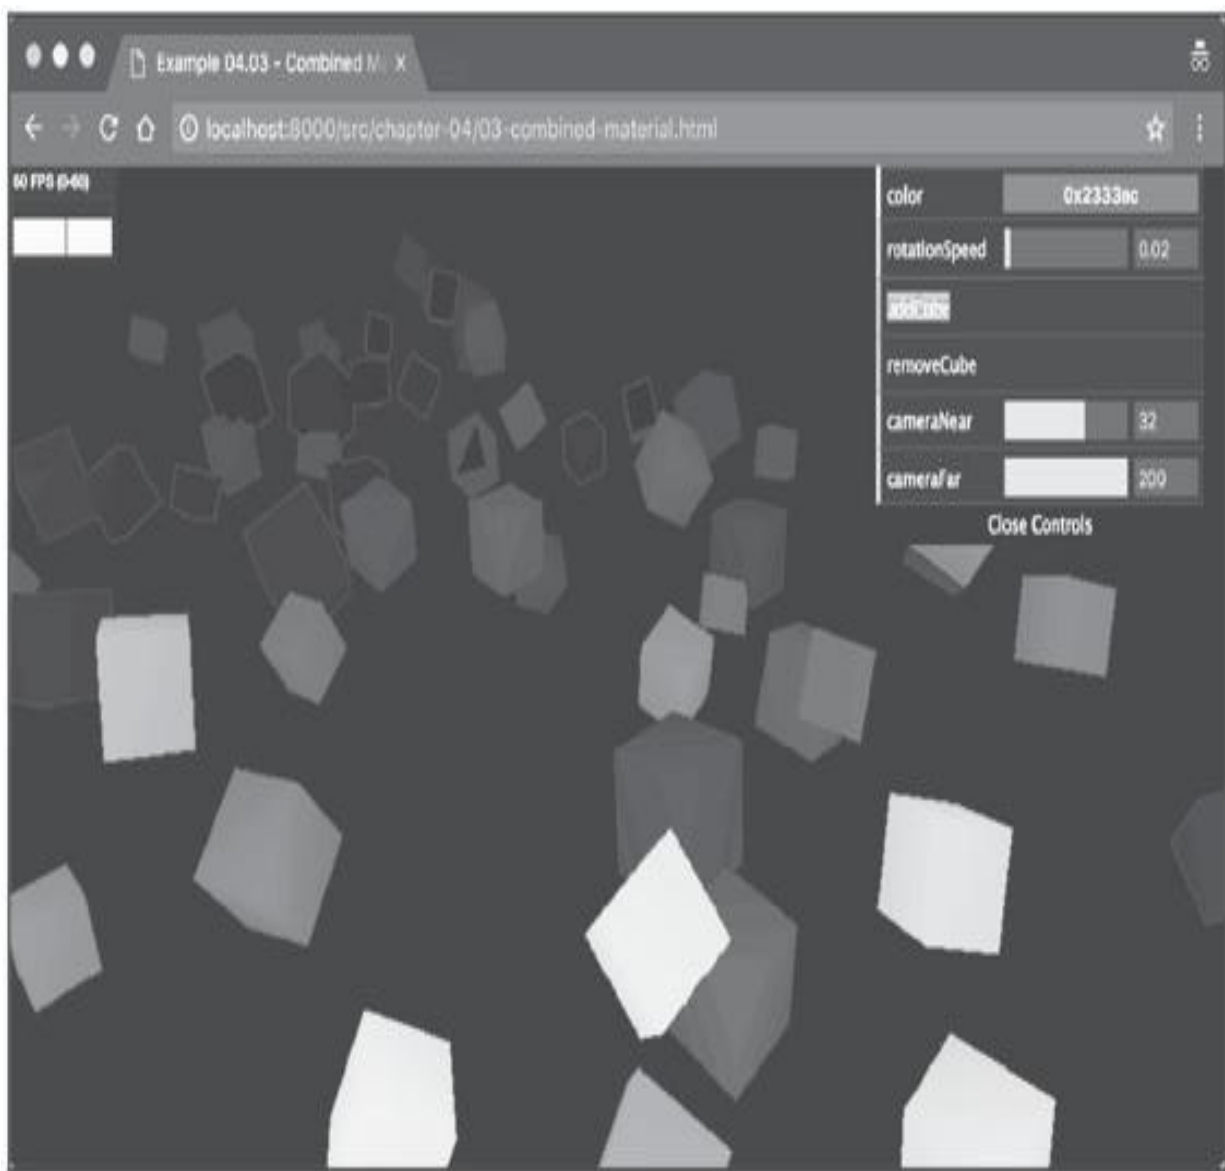 Example 04.03 - Combined M
localhost:8000/src/chapter-04/03-combined-material.html
60 FPS (0-60)
color 0x2333ec
rotationSpeed 0.02
addCube
removeCube
cameraNear 32
cameraFar 200
Close Controls